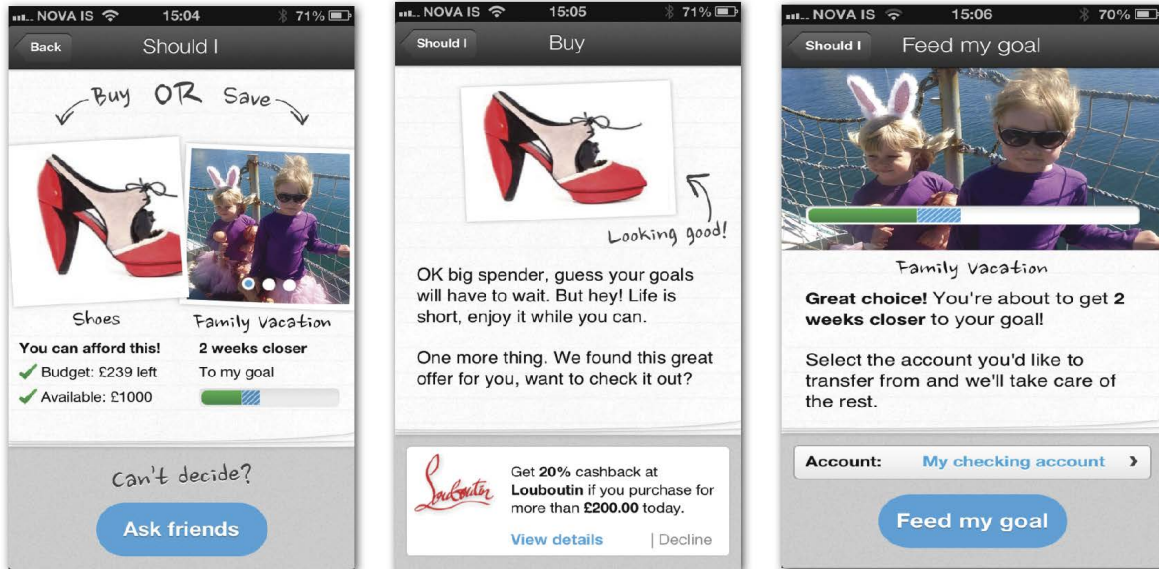 NOVA IS 15:04 71%
Back Should I
Buy OR Save
Shoes
You can afford this!
Budget: £239 left
Available: £1000
Family Vacation
2 weeks closer
To my goal
Can't decide?
Ask friends
NOVA IS 15:05 71%
Should I Buy
Looking good!
OK big spender, guess your goals
will have to wait. But hey! Life is
short, enjoy it while you can.
One more thing. We found this great
offer for you, want to check it out?
Louboutin
Get 20% cashback at
Louboutin if you purchase for
more than £200.00 today.
View details | Decline
NOVA IS 15:06 70%
Should I Feed my goal
Family Vacation
Great choice! You're about to get 2
weeks closer to your goal!
Select the account you'd like to
transfer from and we'll take care of
the rest.
Account: My checking account
Feed my goal